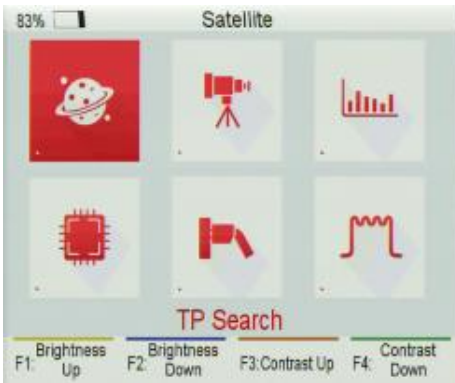 83% Satellite
TP Search
F1: Brightness Up F2: Brightness Down F3:Contrast Up F4: Contrast Down